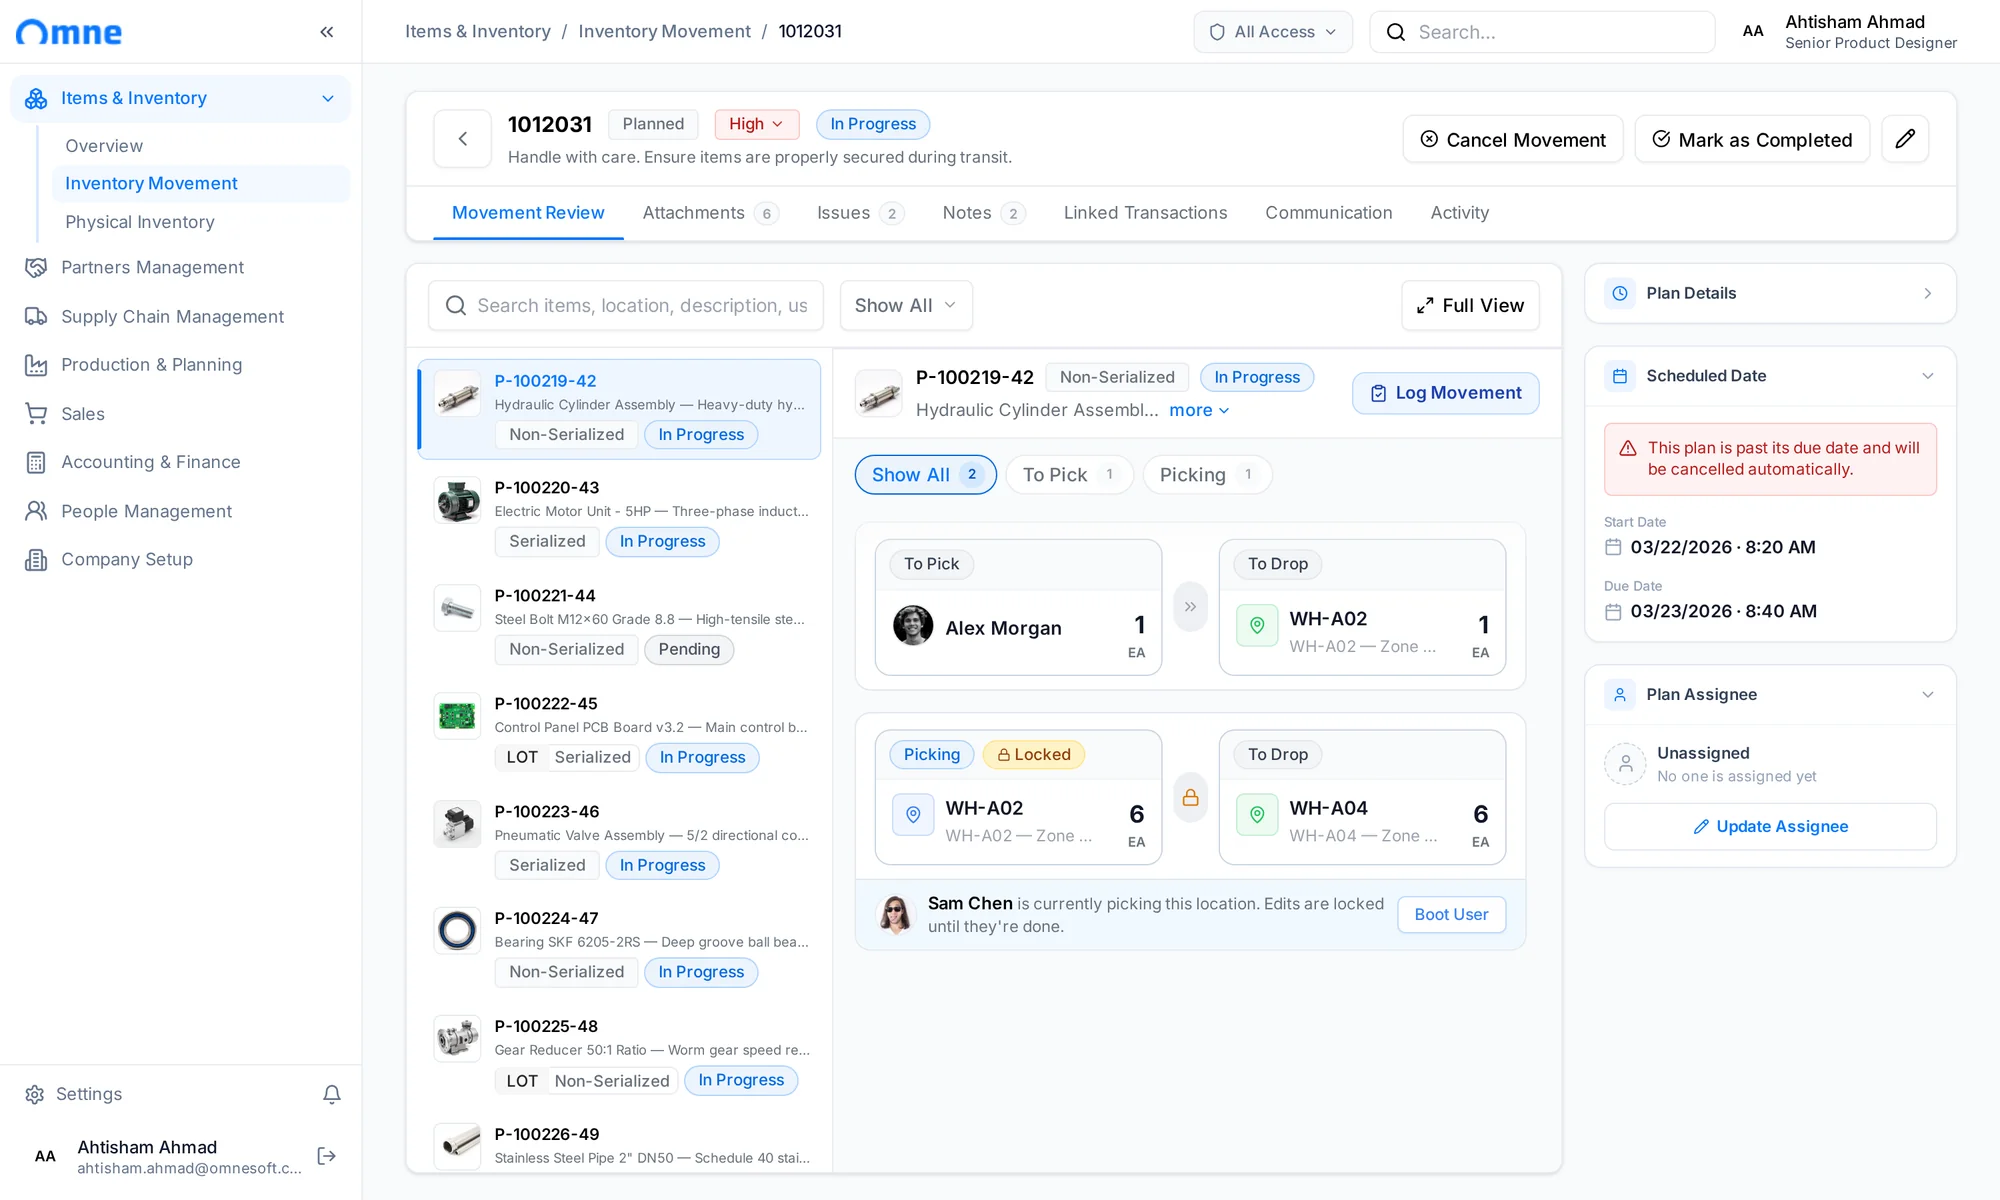 Omne
Items & Inventory / Inventory Movement / 1012031
All Access
Search...
AA
Ahtisham Ahmad
Senior Product Designer
Items & Inventory
Overview
Inventory Movement
Physical Inventory
Partners Management
Supply Chain Management
Production & Planning
Sales
Accounting & Finance
People Management
Company Setup
Settings
AA
Ahtisham Ahmad
ahtisham.ahmad@omnesoft.c...
1012031 Planned High In Progress
Handle with care. Ensure items are properly secured during transit.
Cancel Movement
Mark as Completed
Movement Review Attachments 6 Issues 2 Notes 2 Linked Transactions Communication Activity
Search items, location, description, us
Show All
Full View
P-100219-42
Hydraulic Cylinder Assembly — Heavy-duty hy...
Non-Serialized In Progress
P-100220-43
Electric Motor Unit - 5HP — Three-phase induct...
Serialized In Progress
P-100221-44
Steel Bolt M12×60 Grade 8.8 — High-tensile ste...
Non-Serialized Pending
P-100222-45
Control Panel PCB Board v3.2 — Main control b...
LOT Serialized In Progress
P-100223-46
Pneumatic Valve Assembly — 5/2 directional co...
Serialized In Progress
P-100224-47
Bearing SKF 6205-2RS — Deep groove ball bea...
Non-Serialized In Progress
P-100225-48
Gear Reducer 50:1 Ratio — Worm gear speed re...
LOT Non-Serialized In Progress
P-100226-49
Stainless Steel Pipe 2" DN50 — Schedule 40 stai...
P-100219-42 Non-Serialized In Progress
Hydraulic Cylinder Assembl... more
Log Movement
Show All 2 To Pick 1 Picking 1
To Pick
Alex Morgan
1
EA
To Drop
WH-A02
WH-A02 — Zone ...
1
EA
Picking Locked
WH-A02
WH-A02 — Zone ...
6
EA
To Drop
WH-A04
WH-A04 — Zone ...
6
EA
Sam Chen is currently picking this location. Edits are locked
until they're done.
Boot User
Plan Details
Scheduled Date
This plan is past its due date and will
be cancelled automatically.
Start Date
03/22/2026 · 8:20 AM
Due Date
03/23/2026 · 8:40 AM
Plan Assignee
Unassigned
No one is assigned yet
Update Assignee